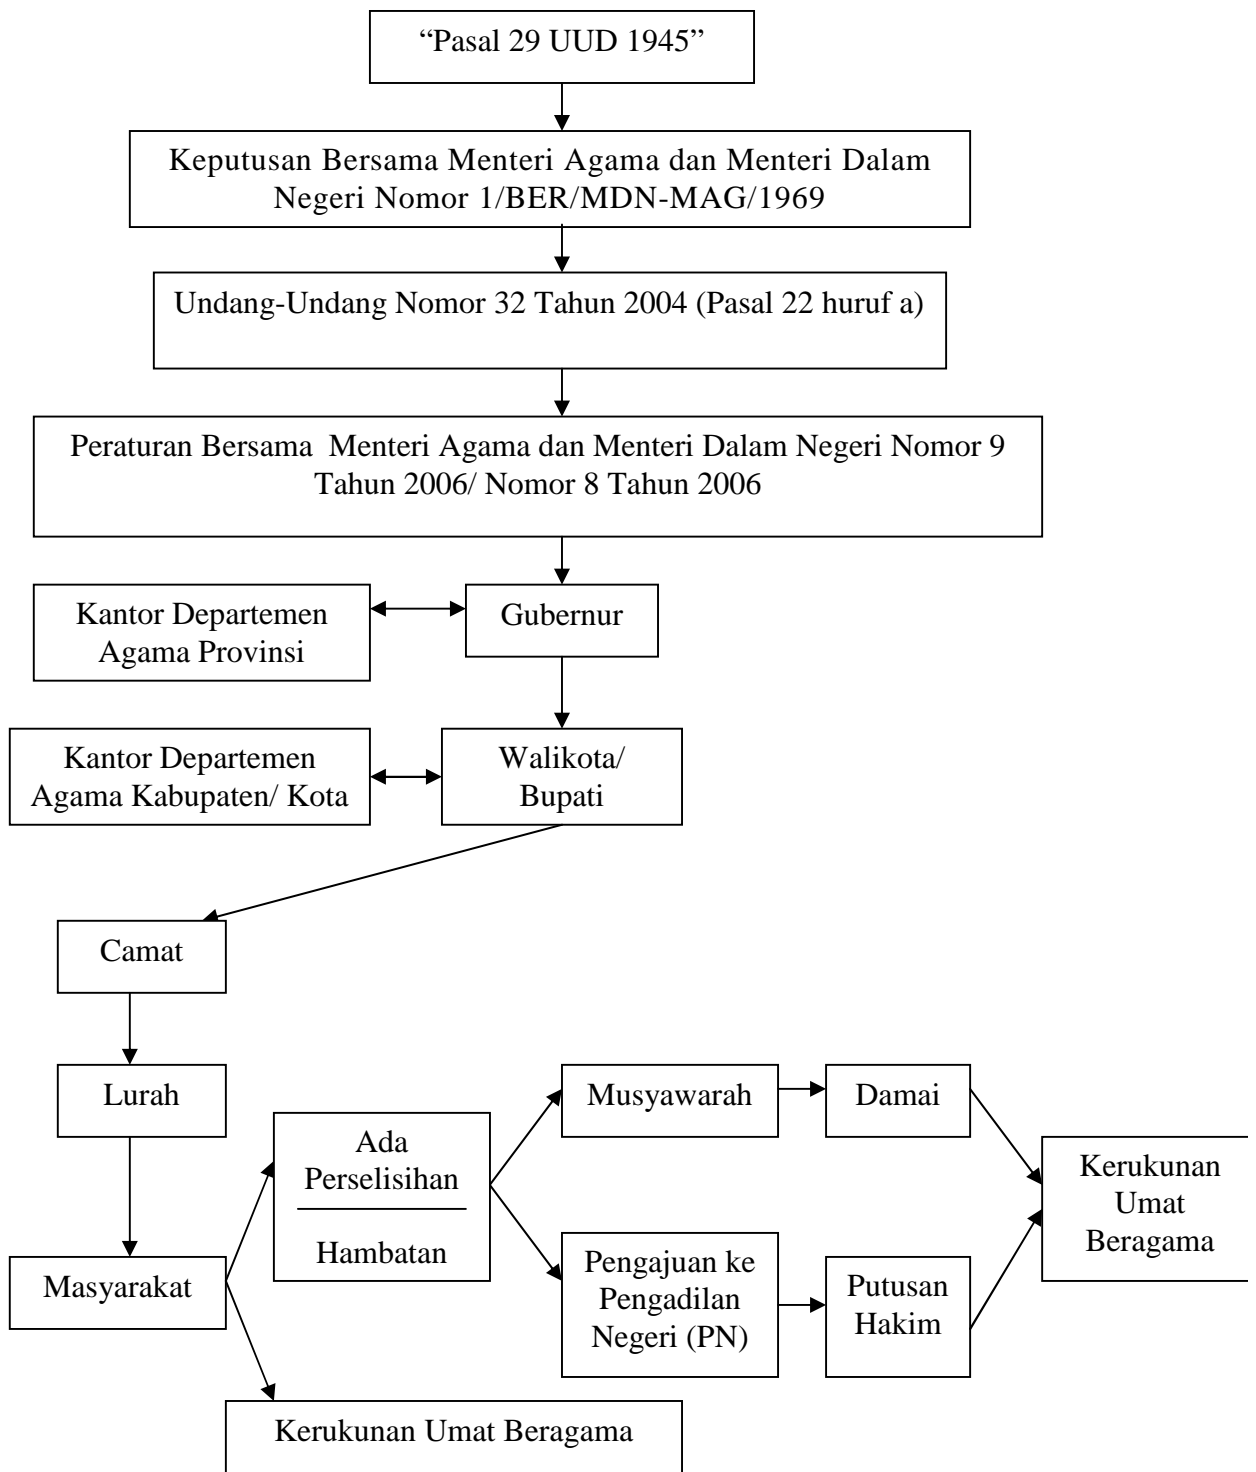 “Pasal 29 UUD 1945”
Keputusan Bersama Menteri Agama dan Menteri Dalam
Negeri Nomor 1/BER/MDN-MAG/1969
Undang-Undang Nomor 32 Tahun 2004 (Pasal 22 huruf a)
Peraturan Bersama Menteri Agama dan Menteri Dalam Negeri Nomor 9
Tahun 2006/ Nomor 8 Tahun 2006
Kantor Departemen
Agama Provinsi
Gubernur
Kantor Departemen
Agama Kabupaten/ Kota
Walikota/
Bupati
Camat
Lurah
Masyarakat
Ada
Perselisihan
Hambatan
Musyawarah
Damai
Pengajuan ke
Pengadilan
Negeri (PN)
Putusan
Hakim
Kerukunan
Umat
Beragama
Kerukunan Umat Beragama